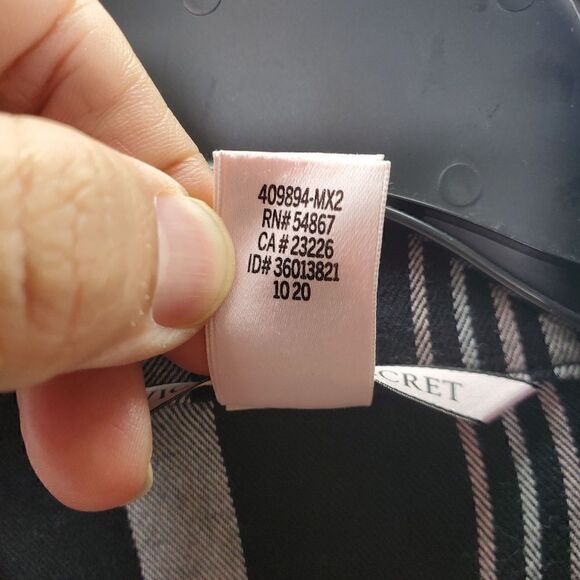 409894-MX2
RN# 54867
CA # 23226
ID# 36013821
10 20
CRET